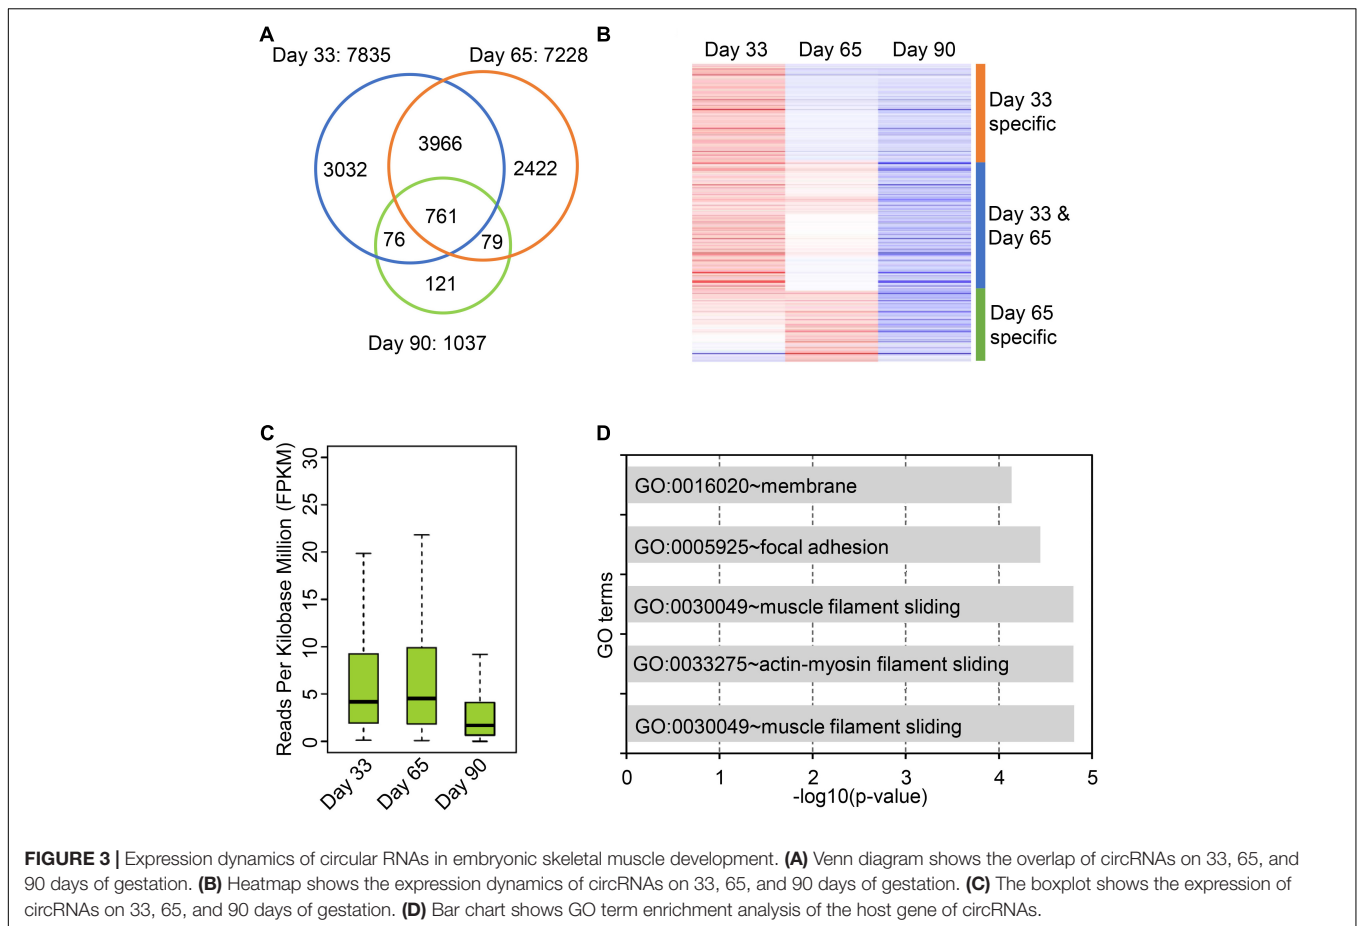 A
Day 33: 7835
Day 65: 7228
3966
3032
2422
761
76
79
121
Day 90: 1037
B
Day 33
Day 65
Day 90
Day 33
specific
Day 33 &
Day 65
Day 65
specific
C
Reads Per Kilobase Million (FPKM)
30
25
20
15
10
5
0
Day 33
Day 65
Day 90
D
GO terms
GO:0016020~membrane
GO:0005925~focal adhesion
GO:0030049~muscle filament sliding
GO:0033275~actin-myosin filament sliding
GO:0030049~muscle filament sliding
0 1 2 3 4 5
-log10(p-value)
FIGURE 3 | Expression dynamics of circular RNAs in embryonic skeletal muscle development. (A) Venn diagram shows the overlap of circRNAs on 33, 65, and
90 days of gestation. (B) Heatmap shows the expression dynamics of circRNAs on 33, 65, and 90 days of gestation. (C) The boxplot shows the expression of
circRNAs on 33, 65, and 90 days of gestation. (D) Bar chart shows GO term enrichment analysis of the host gene of circRNAs.